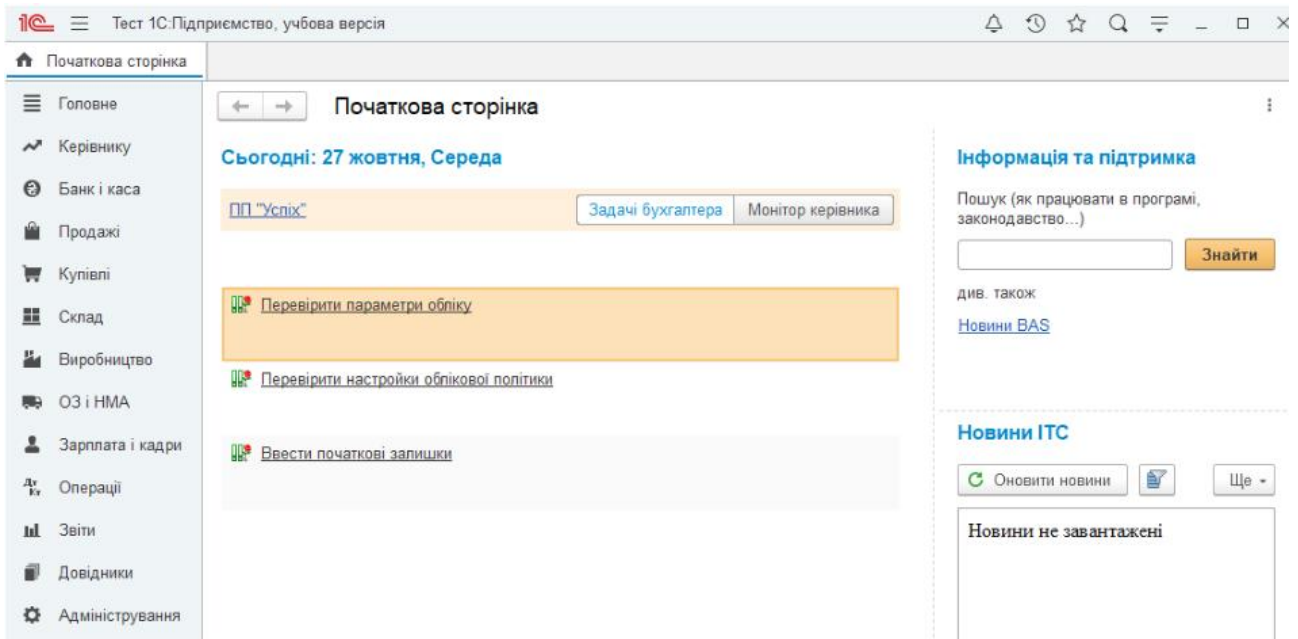 1С Тест 1С:Підприємство, учбова версія
Початкова сторінка
Головне
Керівнику
Банк і каса
Продажі
Купівлі
Склад
Виробництво
ОЗ і НМА
Зарплата і кадри
Дт Кт Операції
Звіти
Довідники
Адміністрування
Початкова сторінка
Сьогодні: 27 жовтня, Середа
ПП "Успіх" Задачі бухгалтера Монітор керівника
Перевірити параметри обліку
Перевірити настройки облікової політики
Ввести початкові залишки
Інформація та підтримка
Пошук (як працювати в програмі,
законодавство...)
Знайти
див. також
Новини BAS
Новини ІТС
Оновити новини Ще
Новини не завантажені